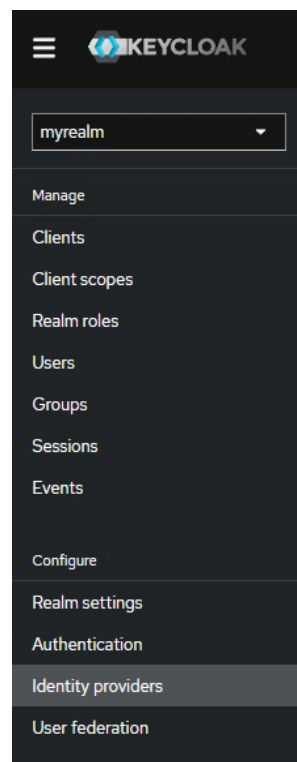 KEYCLOAK
myrealm
Manage
Clients
Client scopes
Realm roles
Users
Groups
Sessions
Events
Configure
Realm settings
Authentication
Identity providers
User federation